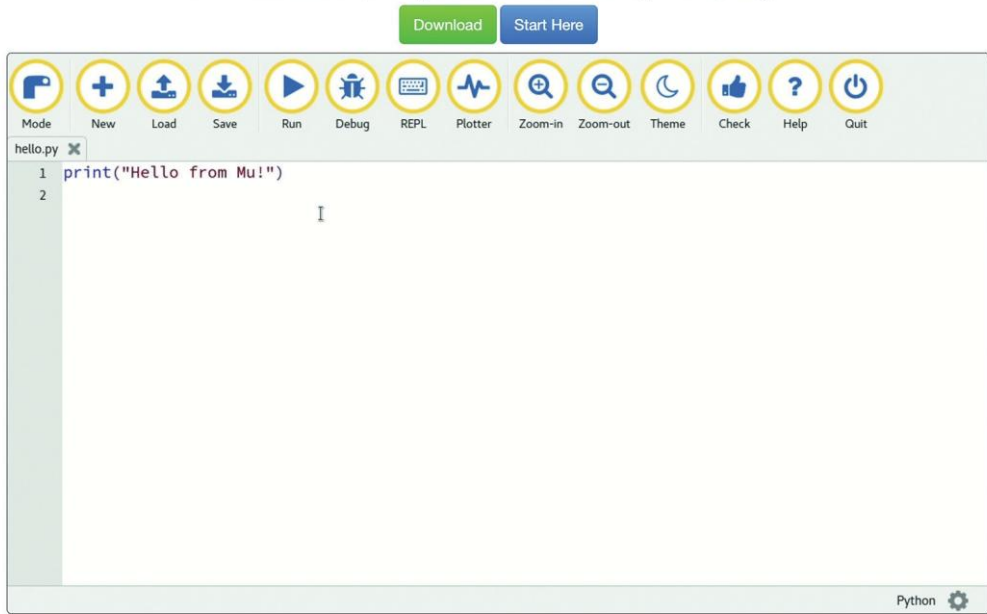 Download Start Here
Mode New Load Save Run Debug REPL Plotter Zoom-in Zoom-out Theme Check Help Quit
hello.py
1 print("Hello from Mu!")
2
Python